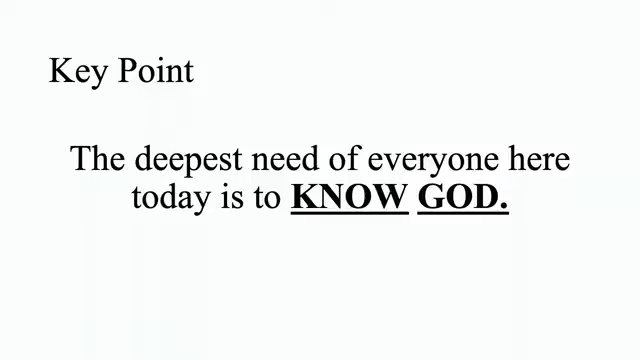 Key Point
The deepest need of everyone here
today is to KNOW GOD.